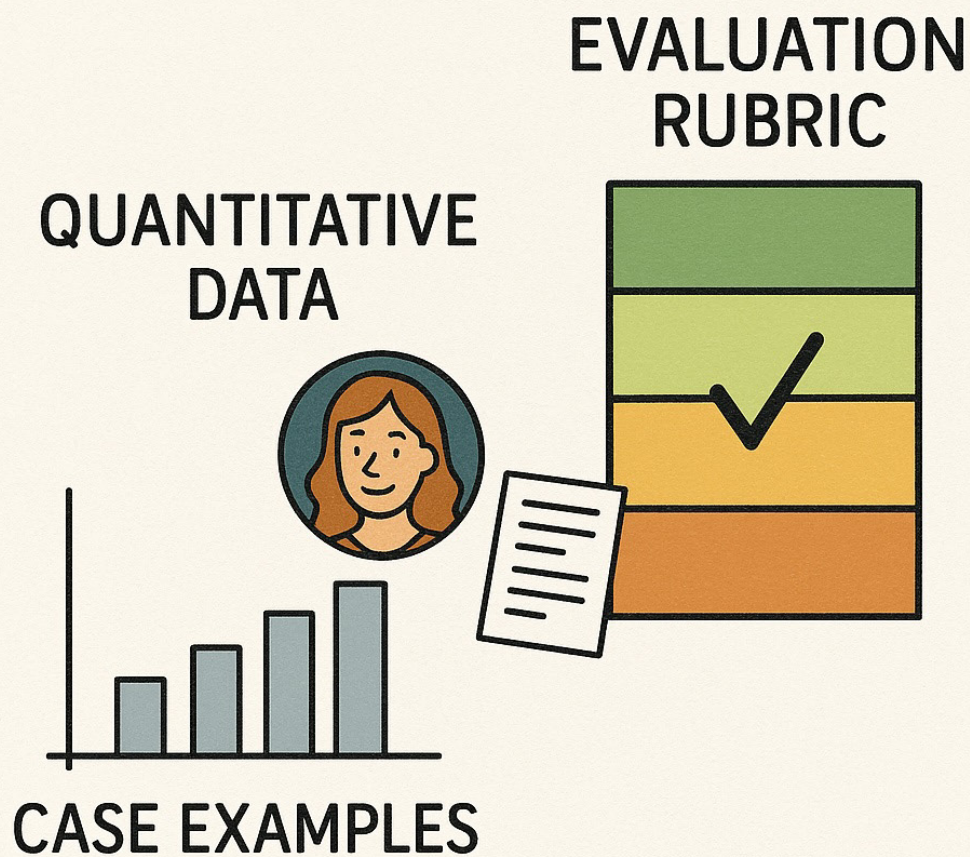 EVALUATION
RUBRIC
QUANTITATIVE
DATA
CASE EXAMPLES